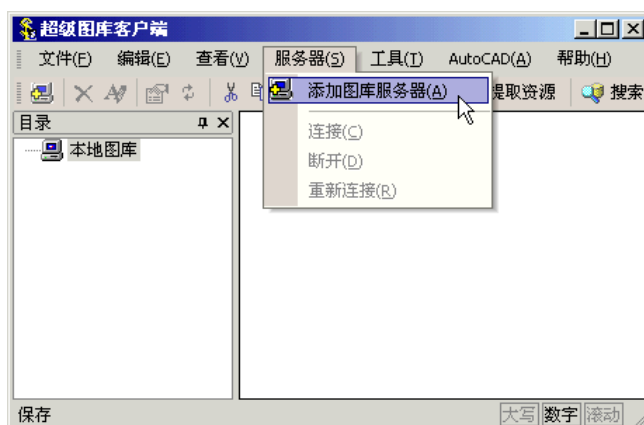 超级图库客户端
文件(F) 编辑(E) 查看(V) 服务器(S) 工具(T) AutoCAD(A) 帮助(H)
提取资源 搜索
添加图库服务器(A)
目录
本地图库
连接(C)
断开(D)
重新连接(R)
保存 大写 数字 滚动